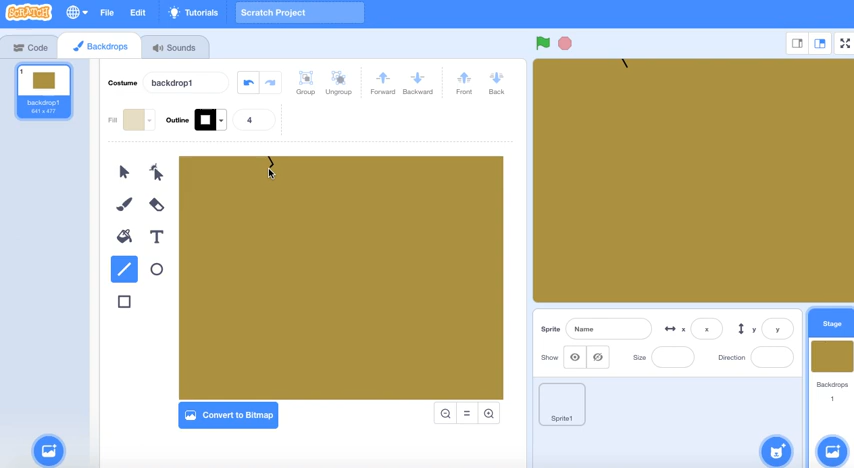 SCRATCH File Edit Tutorials Scratch Project
Code Backdrops Sounds
1
backdrop1
641 x 477
Costume backdrop1 Group Ungroup Forward Backward Front Back
Fill Outline 4
Convert to Bitmap
Sprite Name x x y y
Show Size Direction
Sprite1
Stage
Backdrops
1